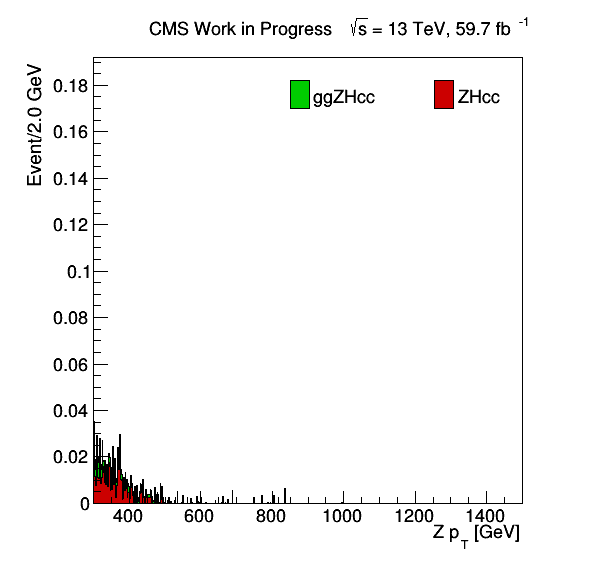 CMS Work in Progress √s = 13 TeV, 59.7 fb⁻¹
Event/2.0 GeV
0.18
0.16
0.14
0.12
0.1
0.08
0.06
0.04
0.02
0
ggZHcc ZHcc
400 600 800 1000 1200 1400
Z p_T [GeV]